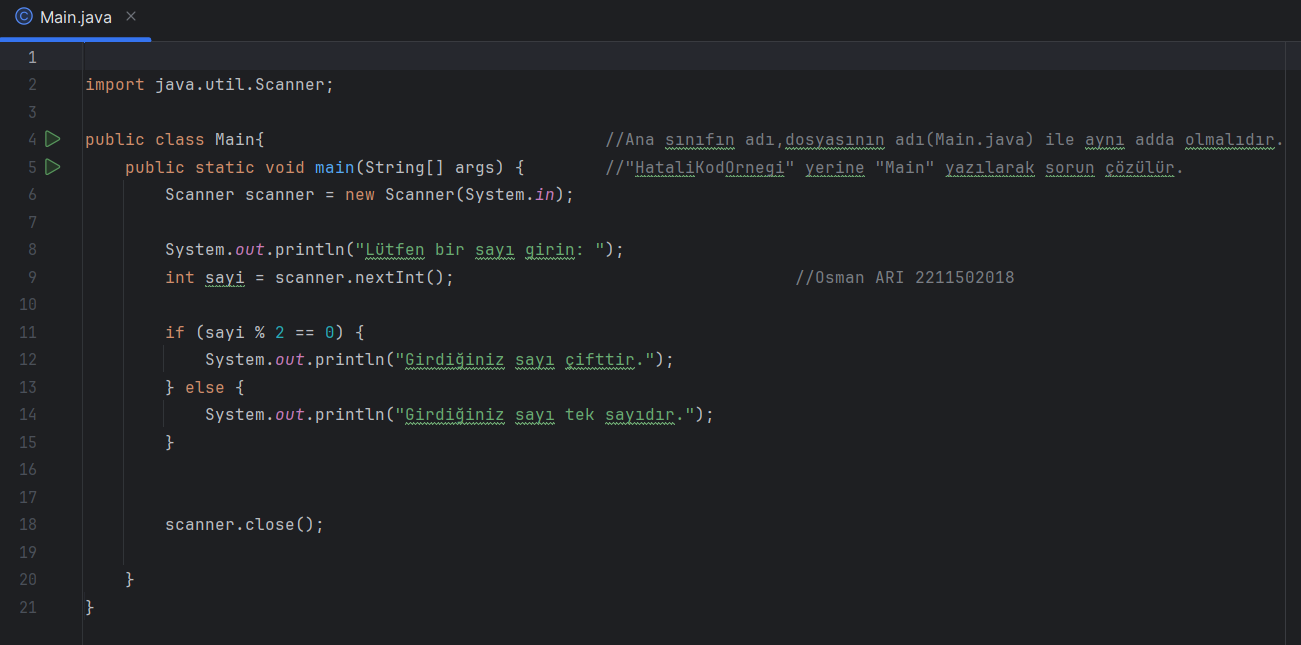 Main.java
1
2 import java.util.Scanner;
3
4 public class Main{ //Ana sınıfın adı,dosyasının adı(Main.java) ile aynı adda olmalıdır.
5 public static void main(String[] args) { //"HataliKodOrnegi" yerine "Main" yazılarak sorun çözülür.
6 Scanner scanner = new Scanner(System.in);
7
8 System.out.println("Lütfen bir sayı girin: ");
9 int sayi = scanner.nextInt(); //Osman ARI 2211502018
10
11 if (sayi % 2 == 0) {
12 System.out.println("Girdiğiniz sayı çifttir.");
13 } else {
14 System.out.println("Girdiğiniz sayı tek sayıdır.");
15 }
16
17
18 scanner.close();
19
20 }
21 }